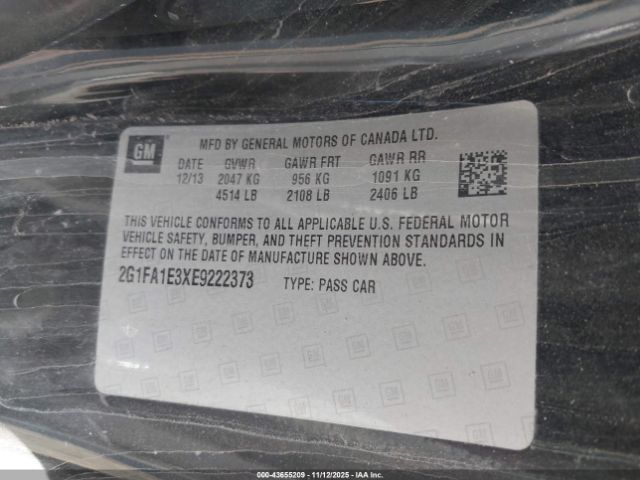 GM
MFD BY GENERAL MOTORS OF CANADA LTD.
DATE GVWR GAWR FRT GAWR RR
12/13 2047 KG 956 KG 1091 KG
4514 LB 2108 LB 2406 LB
THIS VEHICLE CONFORMS TO ALL APPLICABLE U.S. FEDERAL MOTOR
VEHICLE SAFETY, BUMPER, AND THEFT PREVENTION STANDARDS IN
EFFECT ON THE DATE OF MANUFACTURE SHOWN ABOVE.
2G1FA1E3XE9222373 TYPE: PASS CAR
000-43655209 - 11/12/2025 - WWW.IAAI.COM